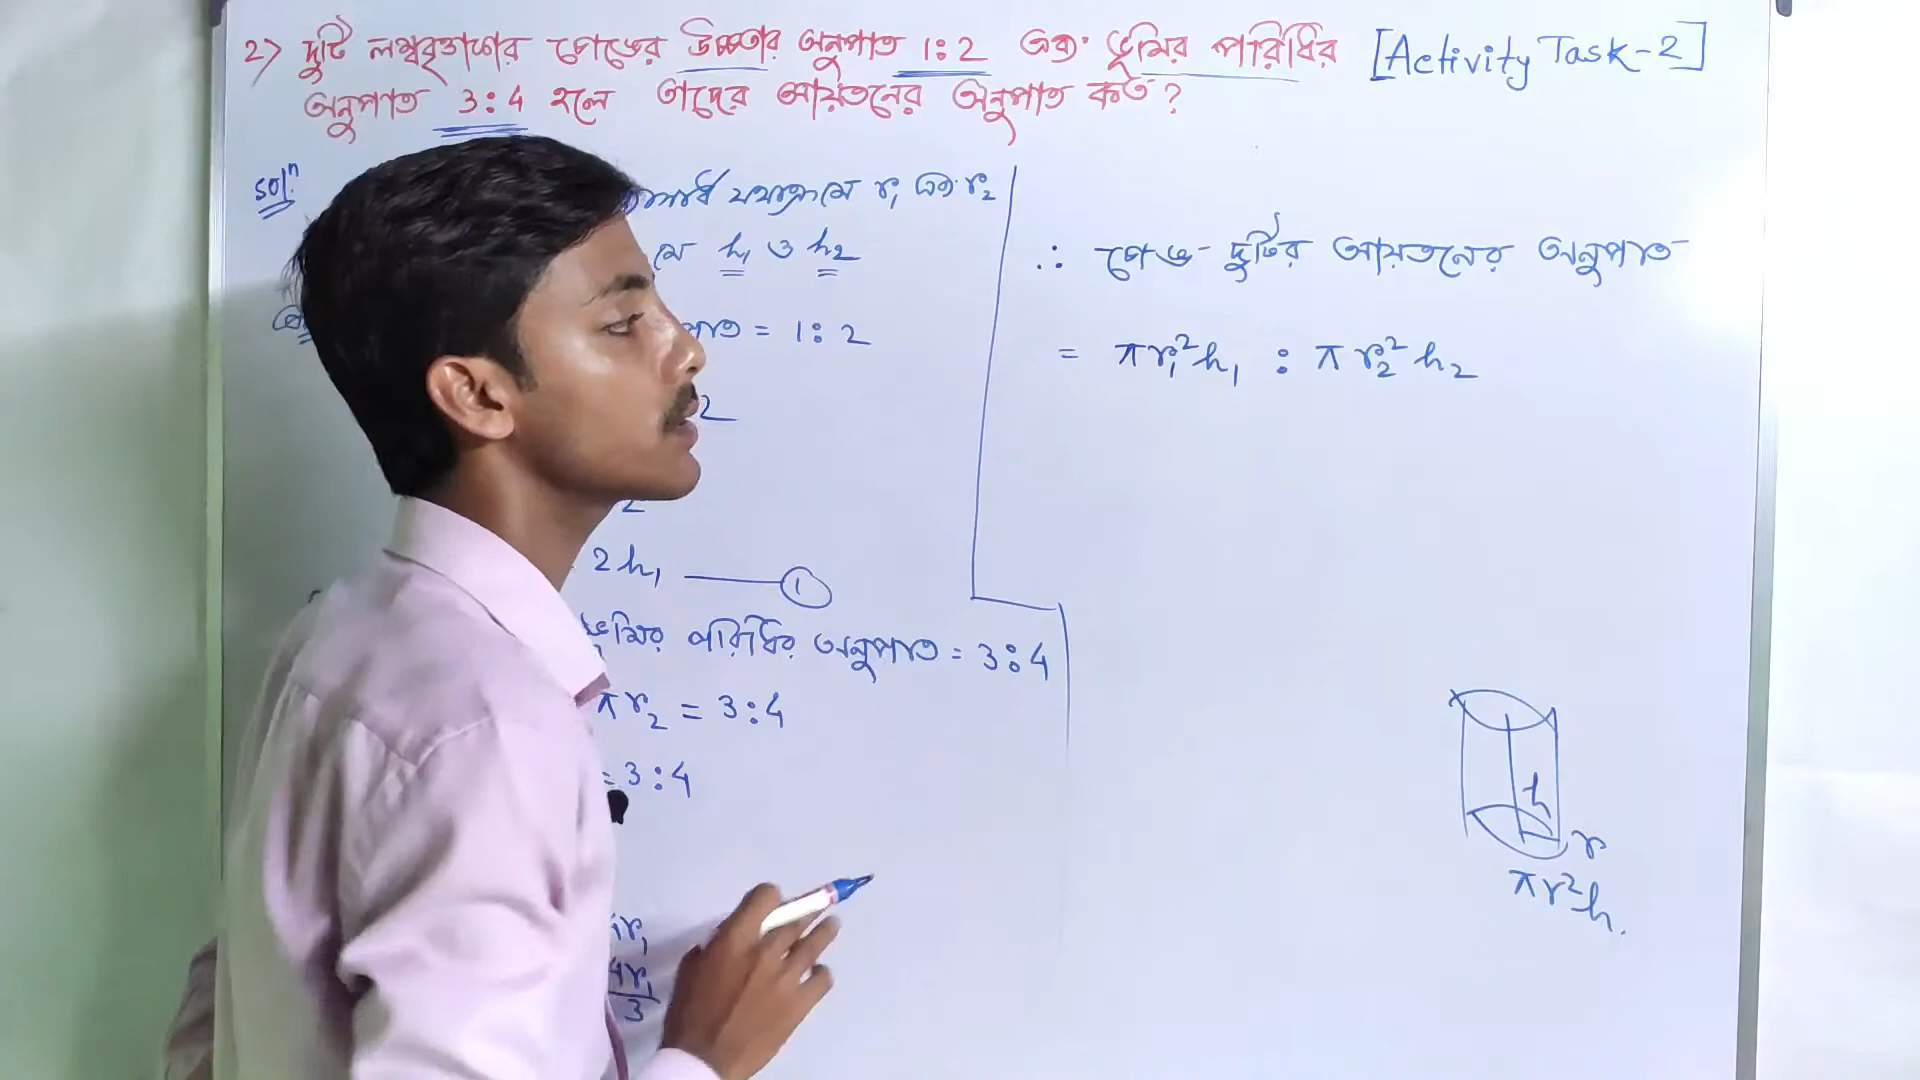 2) দুটি লম্ববৃত্তাকার চোঙের উচ্চতার অনুপাত 1:2 এবং ভূমির পরিধির [Activity Task-2]
অনুপাত 3:4 হলে তাদের আয়তনের অনুপাত কত?
solⁿ:
যথাক্রমে r₁ এবং r₂
h₁ ও h₂
= 1:2
2
2
2h₁ ——— ①
ভূমির পরিধির অনুপাত = 3:4
πr₂ = 3:4
= 3:4
r₁
4r₁
3
∴ চোঙ দুটির আয়তনের অনুপাত
= πr₁²h₁ : πr₂²h₂
h
r
πr²h.